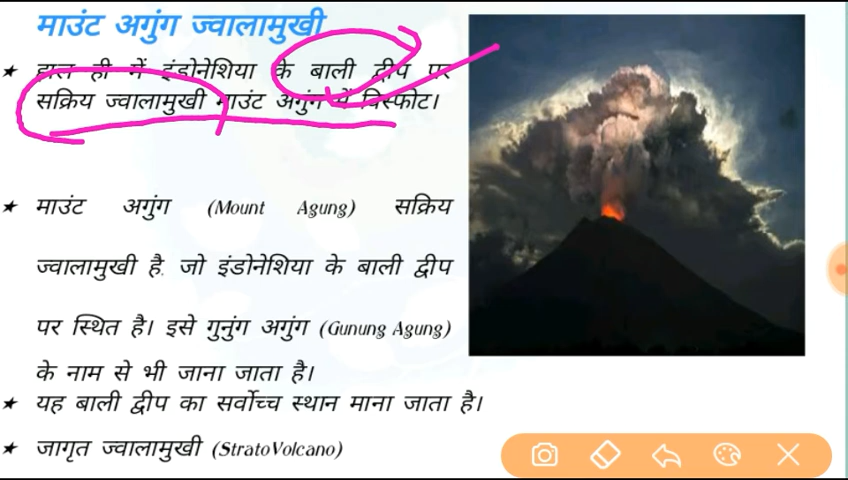 माउंट अगुंग ज्वालामुखी
★ हाल ही में इंडोनेशिया के बाली द्वीप पर
सक्रिय ज्वालामुखी माउंट अगुंग में विस्फोट।
★ माउंट अगुंग (Mount Agung) सक्रिय
ज्वालामुखी है. जो इंडोनेशिया के बाली द्वीप
पर स्थित है। इसे गुनुंग अगुंग (Gunung Agung)
के नाम से भी जाना जाता है।
★ यह बाली द्वीप का सर्वोच्च स्थान माना जाता है।
★ जागृत ज्वालामुखी (StratoVolcano)